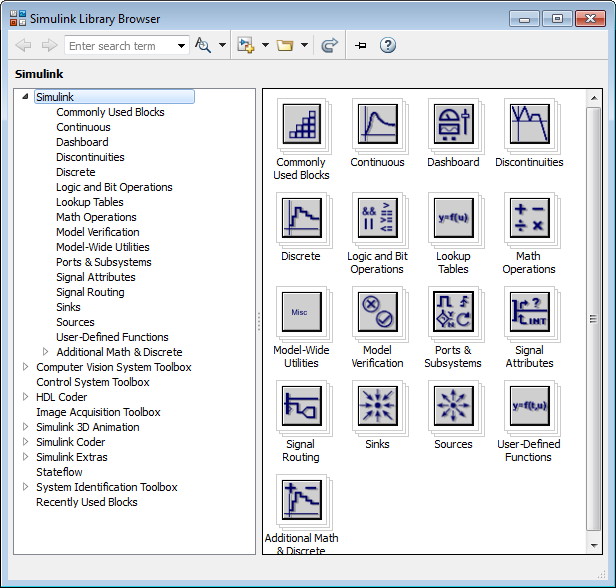 Simulink Library Browser
Enter search term
Simulink
Simulink
Commonly Used Blocks
Continuous
Dashboard
Discontinuities
Discrete
Logic and Bit Operations
Lookup Tables
Math Operations
Model Verification
Model-Wide Utilities
Ports & Subsystems
Signal Attributes
Signal Routing
Sinks
Sources
User-Defined Functions
Additional Math & Discrete
Computer Vision System Toolbox
Control System Toolbox
HDL Coder
Image Acquisition Toolbox
Simulink 3D Animation
Simulink Coder
Simulink Extras
Stateflow
System Identification Toolbox
Recently Used Blocks
Commonly
Used Blocks
Continuous
Dashboard
Discontinuities
&& >=
|| <=
y=f(u)
+ -
÷ ×
Discrete
Logic and Bit
Operations
Lookup
Tables
Math
Operations
Misc
Y
N
?
t.INT
Model-Wide
Utilities
Model
Verification
Ports &
Subsystems
Signal
Attributes
y=f(t,u)
Signal
Routing
Sinks
Sources
User-Defined
Functions
+ -
Additional Math
& Discrete